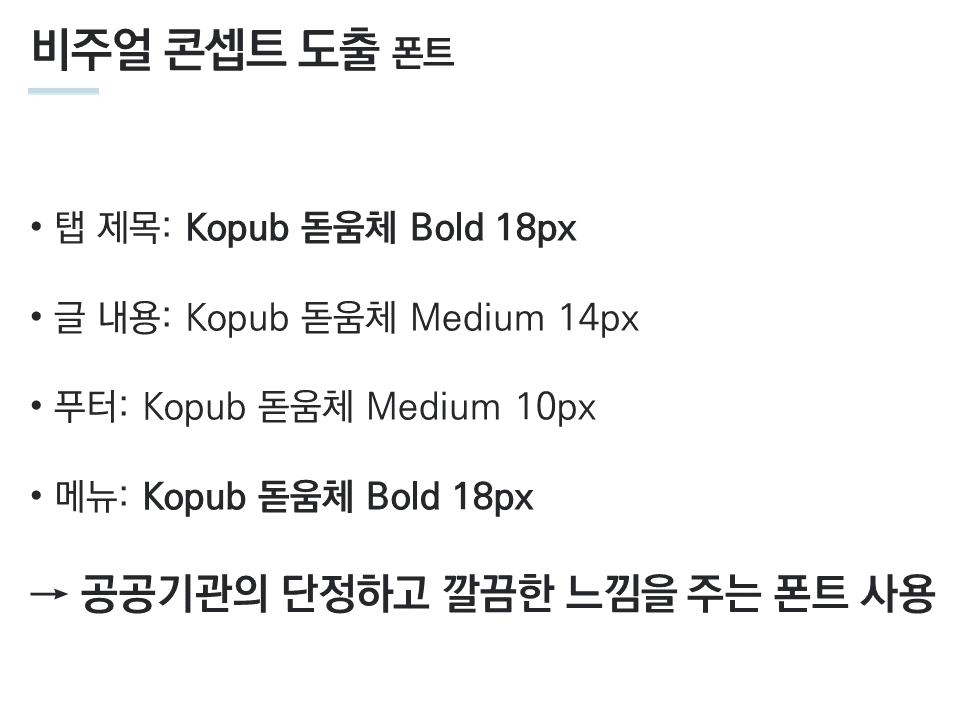 비주얼 콘셉트 도출 폰트
• 탭 제목: Kopub 돋움체 Bold 18px
• 글 내용: Kopub 돋움체 Medium 14px
• 푸터: Kopub 돋움체 Medium 10px
• 메뉴: Kopub 돋움체 Bold 18px
→ 공공기관의 단정하고 깔끔한 느낌을 주는 폰트 사용